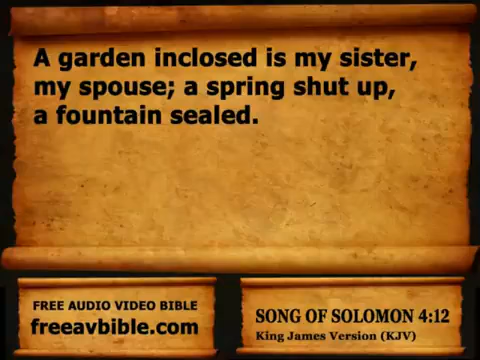 A garden inclosed is my sister,
my spouse; a spring shut up,
a fountain sealed.
FREE AUDIO VIDEO BIBLE
freeavbible.com
SONG OF SOLOMON 4:12
King James Version (KJV)